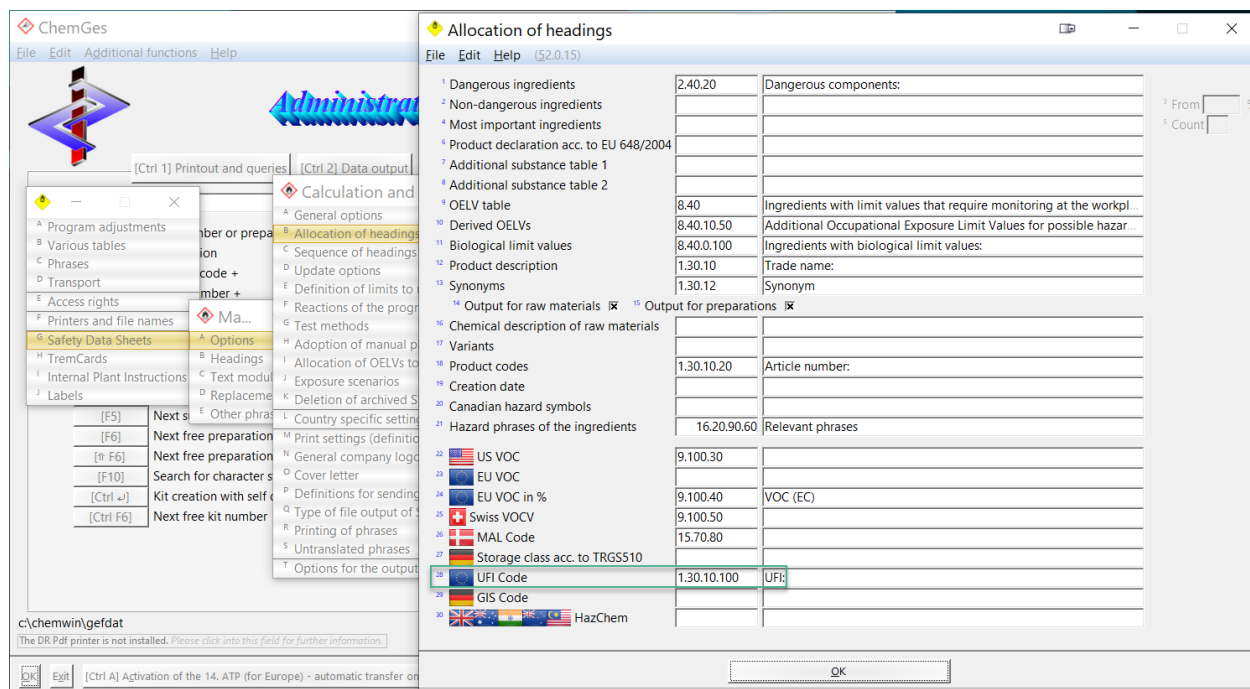 ChemGes
File Edit Additional functions Help
[Ctrl 1] Printout and queries [Ctrl 2] Data output
A Program adjustments
B Various tables
C Phrases
D Transport
E Access rights
F Printers and file names
G Safety Data Sheets
H TremCards
I Internal Plant Instructions
J Labels
Ma...
A Options
B Headings
C Text modul
D Replaceme
E Other phras
Calculation and
A General options
B Allocation of headings
C Sequence of headings
D Update options
E Definition of limits to
F Reactions of the progr
G Test methods
H Adoption of manual p
I Allocation of OELVs to
J Exposure scenarios
K Deletion of archived S
L Country specific setting
M Print settings (definitio
N General company logo
O Cover letter
P Definitions for sending
Q Type of file output of S
R Printing of phrases
S Untranslated phrases
T Options for the output
nber or prepa
ion
code +
mber +
[F5] Next s
[F6] Next free preparation
[⇑ F6] Next free preparation
[F10] Search for character s
[Ctrl ↵] Kit creation with self
[Ctrl F6] Next free kit number
c:\chemwin\gefdat
The DR Pdf printer is not installed. Please click into this field for further information.
OK Exit [Ctrl A] Activation of the 14. ATP (for Europe) - automatic transfer on
Allocation of headings
File Edit Help (52.0.15)
1 Dangerous ingredients 2.40.20 Dangerous components:
2 Non-dangerous ingredients
3 From
4 Most important ingredients
5 Count
6 Product declaration acc. to EU 648/2004
7 Additional substance table 1
8 Additional substance table 2
9 OELV table 8.40 Ingredients with limit values that require monitoring at the workpl...
10 Derived OELVs 8.40.10.50 Additional Occupational Exposure Limit Values for possible hazar...
11 Biological limit values 8.40.0.100 Ingredients with biological limit values:
12 Product description 1.30.10 Trade name:
13 Synonyms 1.30.12 Synonym
14 Output for raw materials 15 Output for preparations
16 Chemical description of raw materials
17 Variants
18 Product codes 1.30.10.20 Article number:
19 Creation date
20 Canadian hazard symbols
21 Hazard phrases of the ingredients 16.20.90.60 Relevant phrases
22 US VOC 9.100.30
23 EU VOC
24 EU VOC in % 9.100.40 VOC (EC)
25 Swiss VOCV 9.100.50
26 MAL Code 15.70.80
27 Storage class acc. to TRGS510
28 UFI Code 1.30.10.100 UFI:
29 GIS Code
30 HazChem
OK